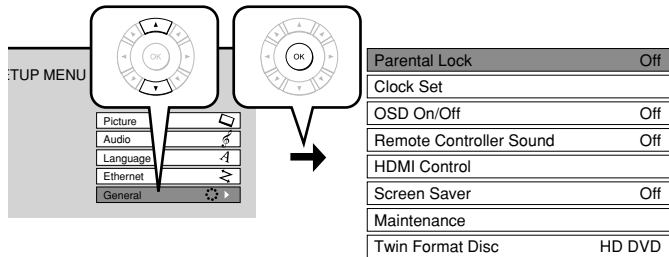 OK
OK
ETUP MENU
Picture
Audio
Language
Ethernet
General
Parental Lock Off
Clock Set
OSD On/Off Off
Remote Controller Sound Off
HDMI Control
Screen Saver Off
Maintenance
Twin Format Disc HD DVD